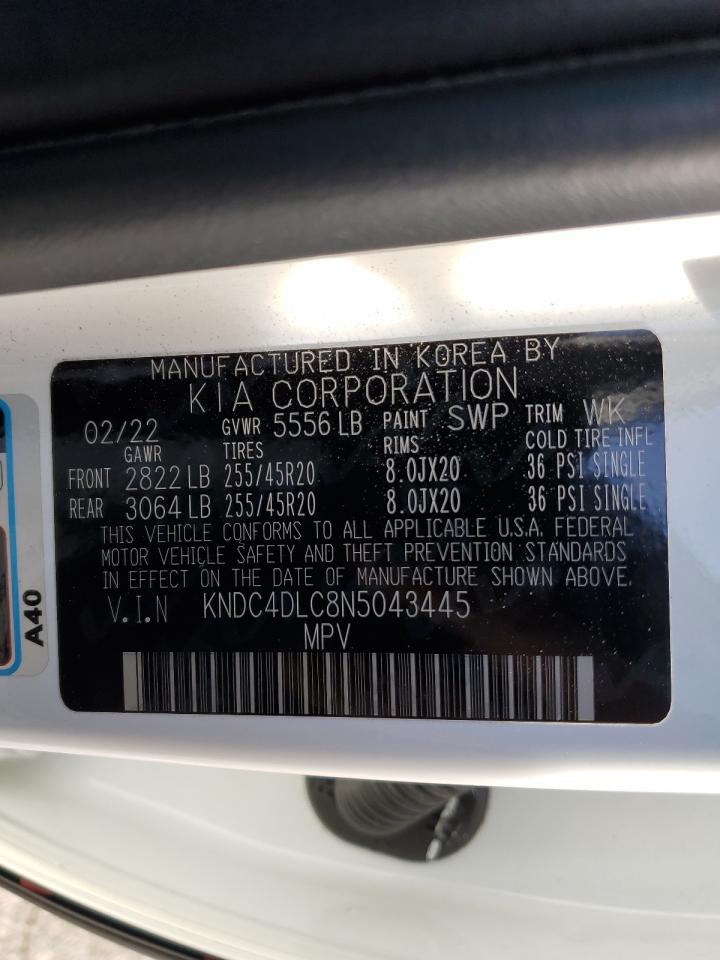 MANUFACTURED IN KOREA BY
KIA CORPORATION
02/22 GVWR 5556 LB PAINT SWP TRIM WK
GAWR TIRES RIMS COLD TIRE INFL
FRONT 2822 LB 255/45R20 8.0JX20 36 PSI SINGLE
REAR 3064 LB 255/45R20 8.0JX20 36 PSI SINGLE
THIS VEHICLE CONFORMS TO ALL APPLICABLE U.S.A. FEDERAL
MOTOR VEHICLE SAFETY AND THEFT PREVENTION STANDARDS
IN EFFECT ON THE DATE OF MANUFACTURE SHOWN ABOVE.
V.I.N KNDC4DLC8N5043445
MPV
A40